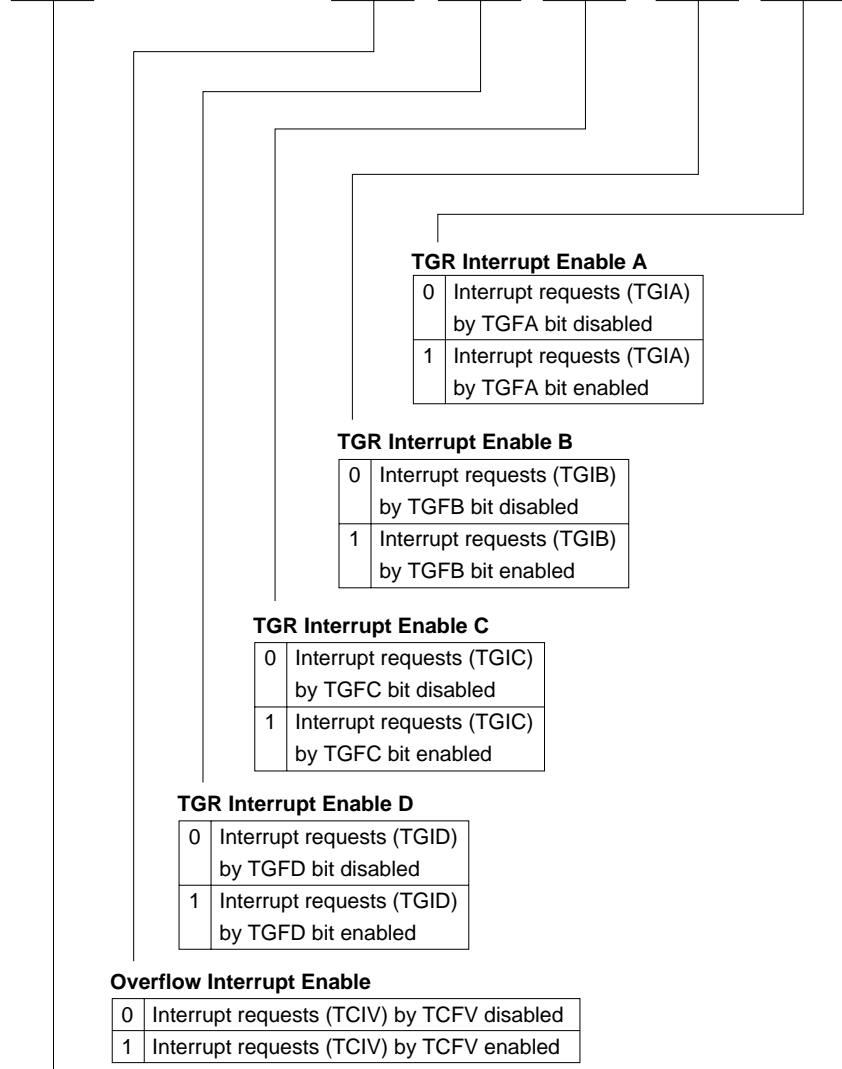 TGR Interrupt Enable A
0 Interrupt requests (TGIA)
by TGFA bit disabled
1 Interrupt requests (TGIA)
by TGFA bit enabled
TGR Interrupt Enable B
0 Interrupt requests (TGIB)
by TGFB bit disabled
1 Interrupt requests (TGIB)
by TGFB bit enabled
TGR Interrupt Enable C
0 Interrupt requests (TGIC)
by TGFC bit disabled
1 Interrupt requests (TGIC)
by TGFC bit enabled
TGR Interrupt Enable D
0 Interrupt requests (TGID)
by TGFD bit disabled
1 Interrupt requests (TGID)
by TGFD bit enabled
Overflow Interrupt Enable
0 Interrupt requests (TCIV) by TCFV disabled
1 Interrupt requests (TCIV) by TCFV enabled